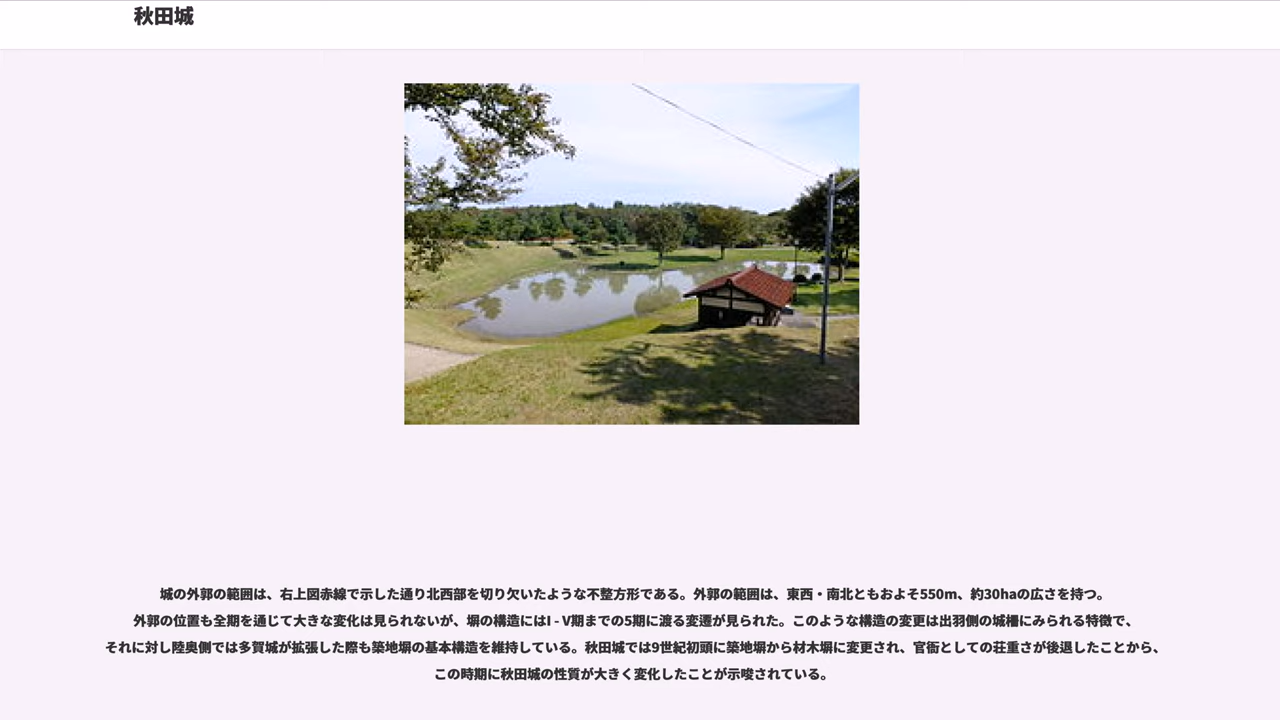 秋田城
城の外郭の範囲は、右上図赤線で示した通り北西部を切り欠いたような不整方形である。外郭の範囲は、東西・南北ともおよそ550m、約30haの広さを持つ。
外郭の位置も全期を通じて大きな変化は見られないが、塀の構造にはI - V期までの5期に渡る変遷が見られた。このような構造の変更は出羽側の城柵にみられる特徴で、
それに対し陸奥側では多賀城が拡張した際も築地塀の基本構造を維持している。秋田城では9世紀初頭に築地塀から材木塀に変更され、官衙としての荘重さが後退したことから、
この時期に秋田城の性質が大きく変化したことが示唆されている。